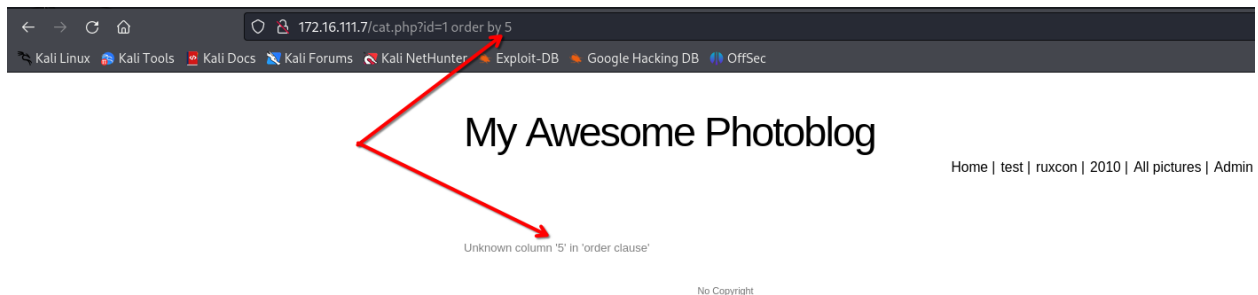 172.16.111.7/cat.php?id=1 order by 5
Kali Linux Kali Tools Kali Docs Kali Forums Kali NetHunter Exploit-DB Google Hacking DB OffSec
My Awesome Photoblog
Home | test | ruxcon | 2010 | All pictures | Admin
Unknown column '5' in 'order clause'
No Copyright